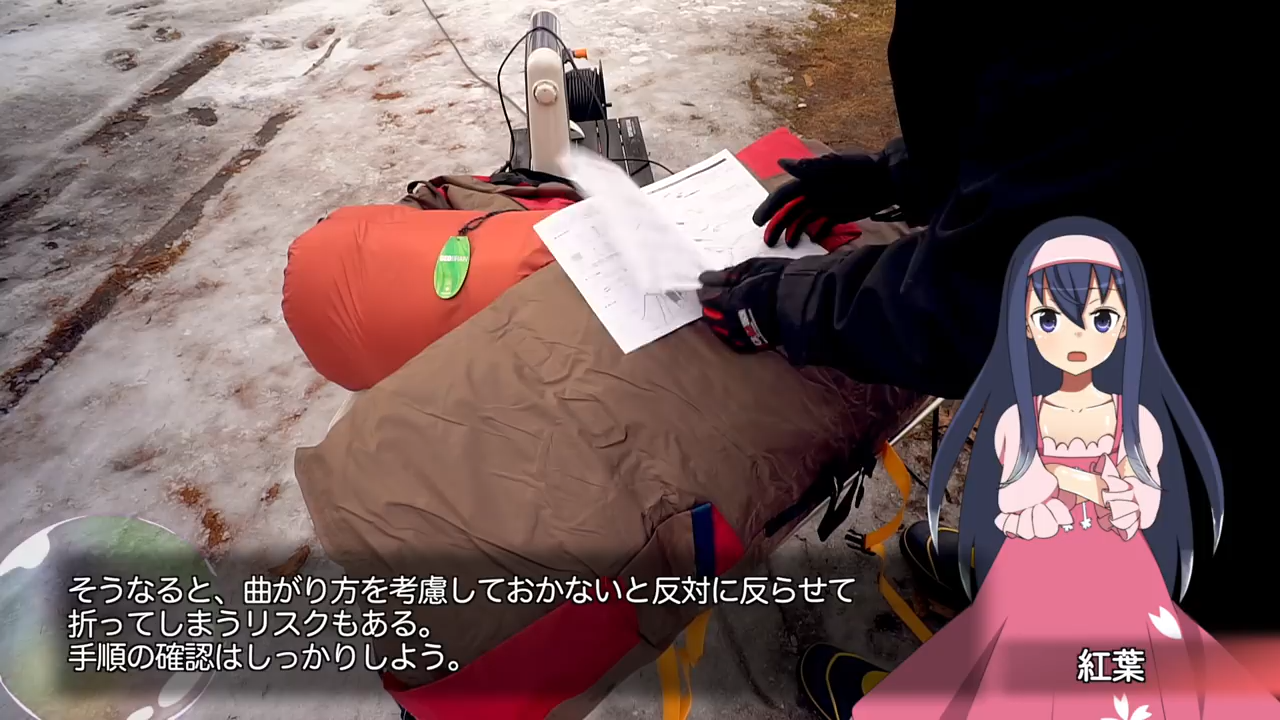 そうなると、曲がり方を考慮しておかないと反対に反らせて
折ってしまうリスクもある。
手順の確認はしっかりしよう。
紅葉